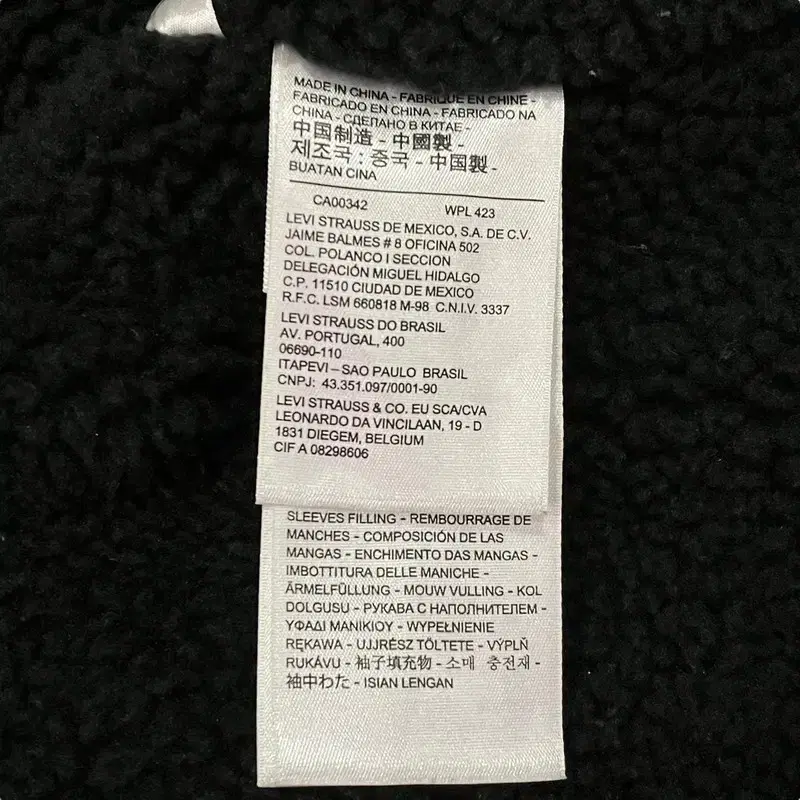 MADE IN CHINA - FABRIQUE EN CHINE -
FABRICADO EN CHINA - FABRICADO NA
CHINA - СДЕЛАНО В КИТАЕ -
中国制造 - 中國製 -
제조국 : 중국 - 中国製 -
BUATAN CINA
CA00342 WPL 423
LEVI STRAUSS DE MEXICO, S.A. DE C.V.
JAIME BALMES # 8 OFICINA 502
COL. POLANCO I SECCION
DELEGACIÓN MIGUEL HIDALGO
C.P. 11510 CIUDAD DE MEXICO
R.F.C. LSM 660818 M-98 C.N.I.V. 3337
LEVI STRAUSS DO BRASIL
AV. PORTUGAL, 400
06690-110
ITAPEVI – SAO PAULO BRASIL
CNPJ: 43.351.097/0001-90
LEVI STRAUSS & CO. EU SCA/CVA
LEONARDO DA VINCILAAN, 19 - D
1831 DIEGEM, BELGIUM
CIF A 08298606
SLEEVES FILLING - REMBOURRAGE DE
MANCHES - COMPOSICIÓN DE LAS
MANGAS - ENCHIMENTO DAS MANGAS -
IMBOTTITURA DELLE MANICHE -
ÄRMELFÜLLUNG - MOUW VULLING - KOL
DOLGUSU - РУКАВА С НАПОЛНИТЕЛЕМ -
ΥΦΑΔΙ ΜΑΝΙΚΙΟΥ - WYPEŁNIENIE
RĘKAWA - UJJRÉSZ TÖLTETE - VÝPLŇ
RUKÁVU - 袖子填充物 - 소매 충전재 -
袖中わた - ISIAN LENGAN